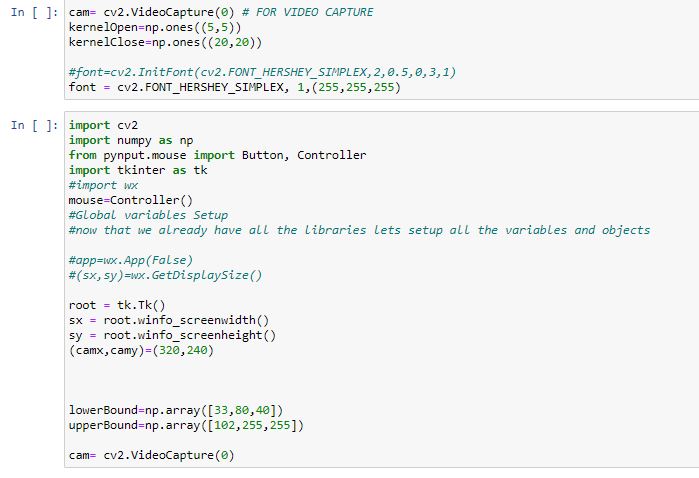 In [ ]: cam= cv2.VideoCapture(0) # FOR VIDEO CAPTURE
kernelOpen=np.ones((5,5))
kernelClose=np.ones((20,20))
#font=cv2.InitFont(cv2.FONT_HERSHEY_SIMPLEX,2,0.5,0,3,1)
font = cv2.FONT_HERSHEY_SIMPLEX, 1,(255,255,255)
In [ ]: import cv2
import numpy as np
from pynput.mouse import Button, Controller
import tkinter as tk
#import wx
mouse=Controller()
#Global variables Setup
#now that we already have all the libraries lets setup all the variables and objects
#app=wx.App(False)
#(sx,sy)=wx.GetDisplaySize()
root = tk.Tk()
sx = root.winfo_screenwidth()
sy = root.winfo_screenheight()
(camx,camy)=(320,240)
lowerBound=np.array([33,80,40])
upperBound=np.array([102,255,255])
cam= cv2.VideoCapture(0)